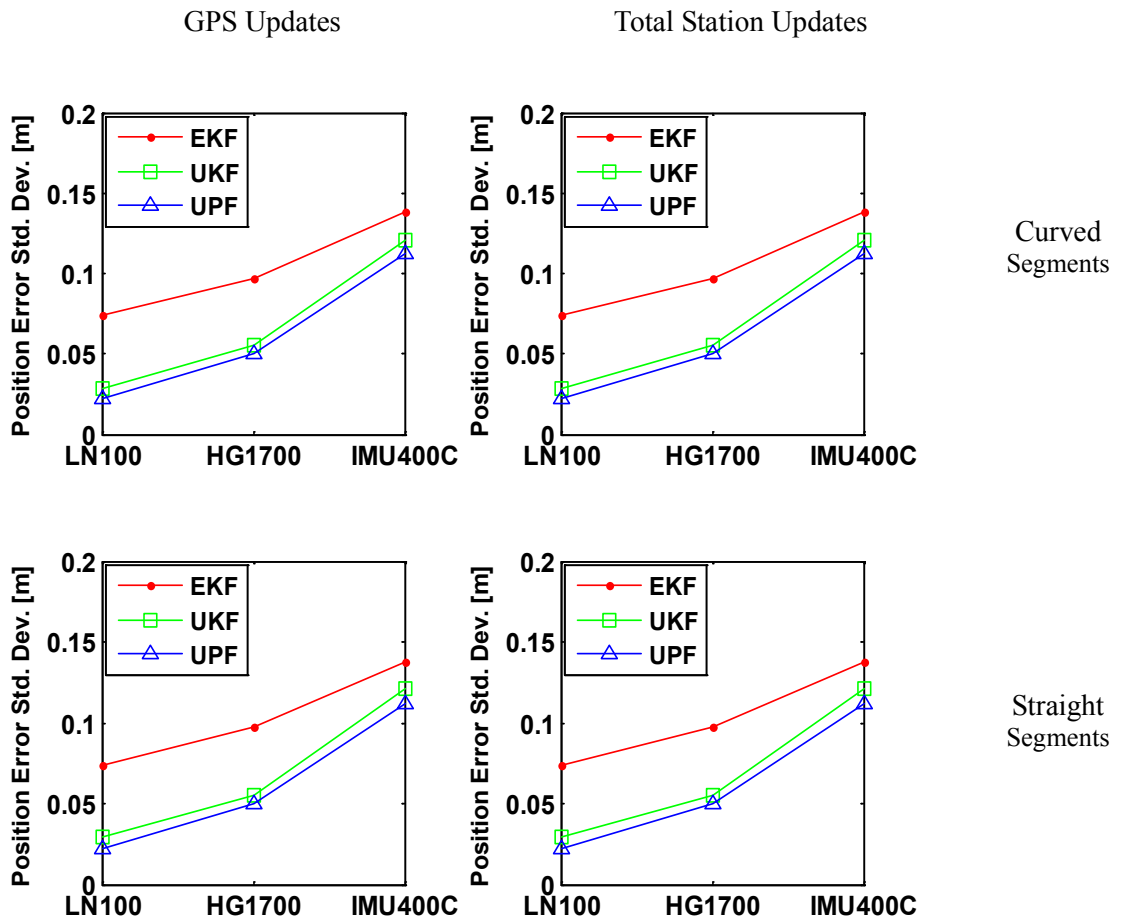 GPS Updates
Total Station Updates
Position Error Std. Dev. [m]
0.2
0.15
0.1
0.05
0
EKF
UKF
UPF
LN100 HG1700 IMU400C
Position Error Std. Dev. [m]
0.2
0.15
0.1
0.05
0
EKF
UKF
UPF
LN100 HG1700 IMU400C
Curved
Segments
Position Error Std. Dev. [m]
0.2
0.15
0.1
0.05
0
EKF
UKF
UPF
LN100 HG1700 IMU400C
Position Error Std. Dev. [m]
0.2
0.15
0.1
0.05
0
EKF
UKF
UPF
LN100 HG1700 IMU400C
Straight
Segments